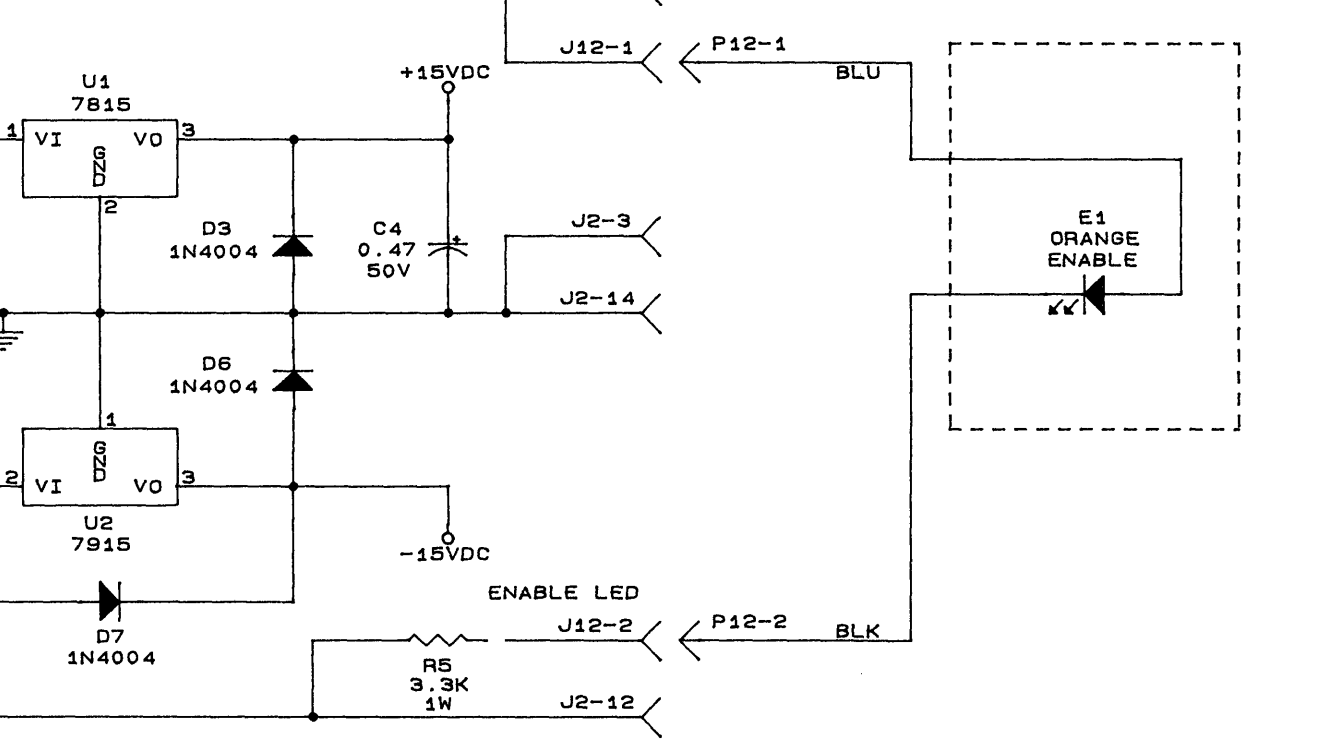 J12-1
P12-1
BLU
+15VDC
U1
7815
1
VI
VO
3
GND
2
D3
1N4004
C4
+
0.47
50V
J2-3
E1
ORANGE
ENABLE
J2-14
D6
1N4004
1
GND
2
VI
VO
3
U2
7915
-15VDC
ENABLE LED
J12-2
P12-2
BLK
D7
1N4004
R5
3.3K
1W
J2-12